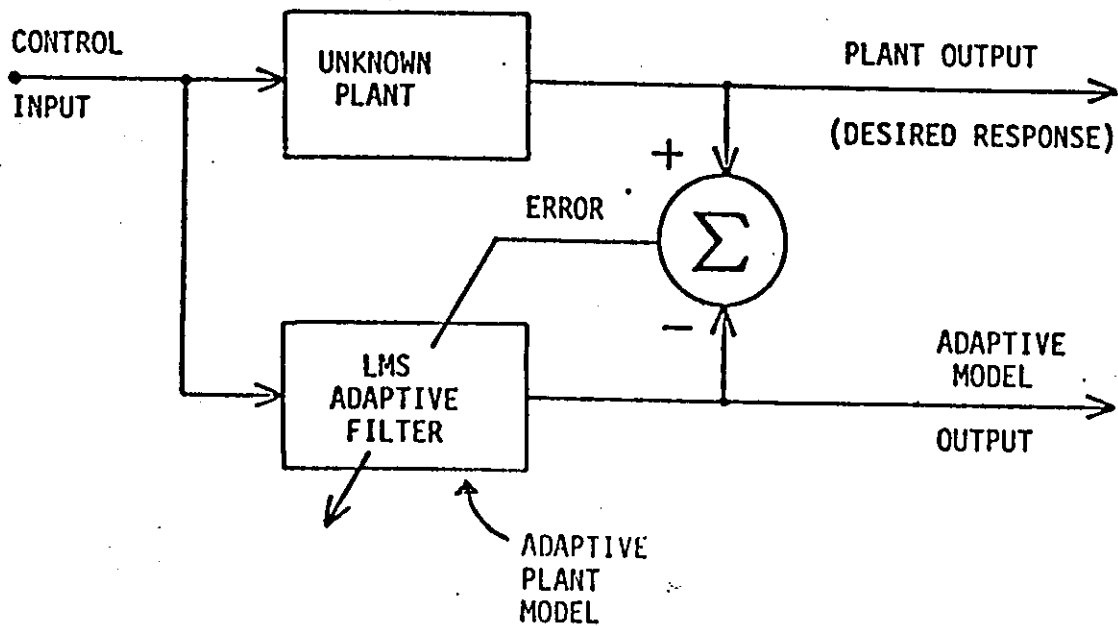 CONTROL
INPUT
UNKNOWN
PLANT
PLANT OUTPUT
(DESIRED RESPONSE)
+
ERROR
Σ
−
LMS
ADAPTIVE
FILTER
ADAPTIVE
MODEL
OUTPUT
ADAPTIVE
PLANT
MODEL